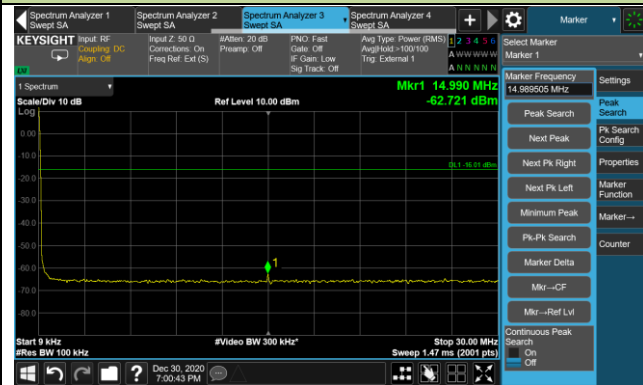 Spectrum Analyzer 1
Swept SA
Spectrum Analyzer 2
Swept SA
Spectrum Analyzer 3
Swept SA
Spectrum Analyzer 4
Swept SA
+
Marker
KEYSIGHT
Input: RF
Coupling: DC
Align: Off
Input Z: 50 Ω
Corrections: On
Freq Ref: Ext (S)
#Atten: 20 dB
Preamp: Off
PNO: Fast
Gate: Off
IF Gain: Low
Sig Track: Off
Avg Type: Power (RMS)
Avg|Hold:>100/100
Trig: External 1
1 2 3 4 5 6
A W W W W W
A N N N N N
LW
Select Marker
Marker 1
1 Spectrum
Scale/Div 10 dB
Log
Ref Level 10.00 dBm
Mkr1 14.990 MHz
-62.721 dBm
0.00
-10.0
-20.0
-30.0
-40.0
-50.0
-60.0
-70.0
-80.0
DL1 -16.01 dBm
1
Start 9 kHz
#Res BW 100 kHz
#Video BW 300 kHz*
Stop 30.00 MHz
Sweep 1.47 ms (2001 pts)
Marker Frequency
14.989505 MHz
Peak Search
Next Peak
Next Pk Right
Next Pk Left
Minimum Peak
Pk-Pk Search
Marker Delta
Mkr→CF
Mkr→Ref Lvl
Continuous Peak
Search
On
Off
Settings
Peak
Search
Pk Search
Config
Properties
Marker
Function
Marker→
Counter
?
Dec 30, 2020
7:00:43 PM